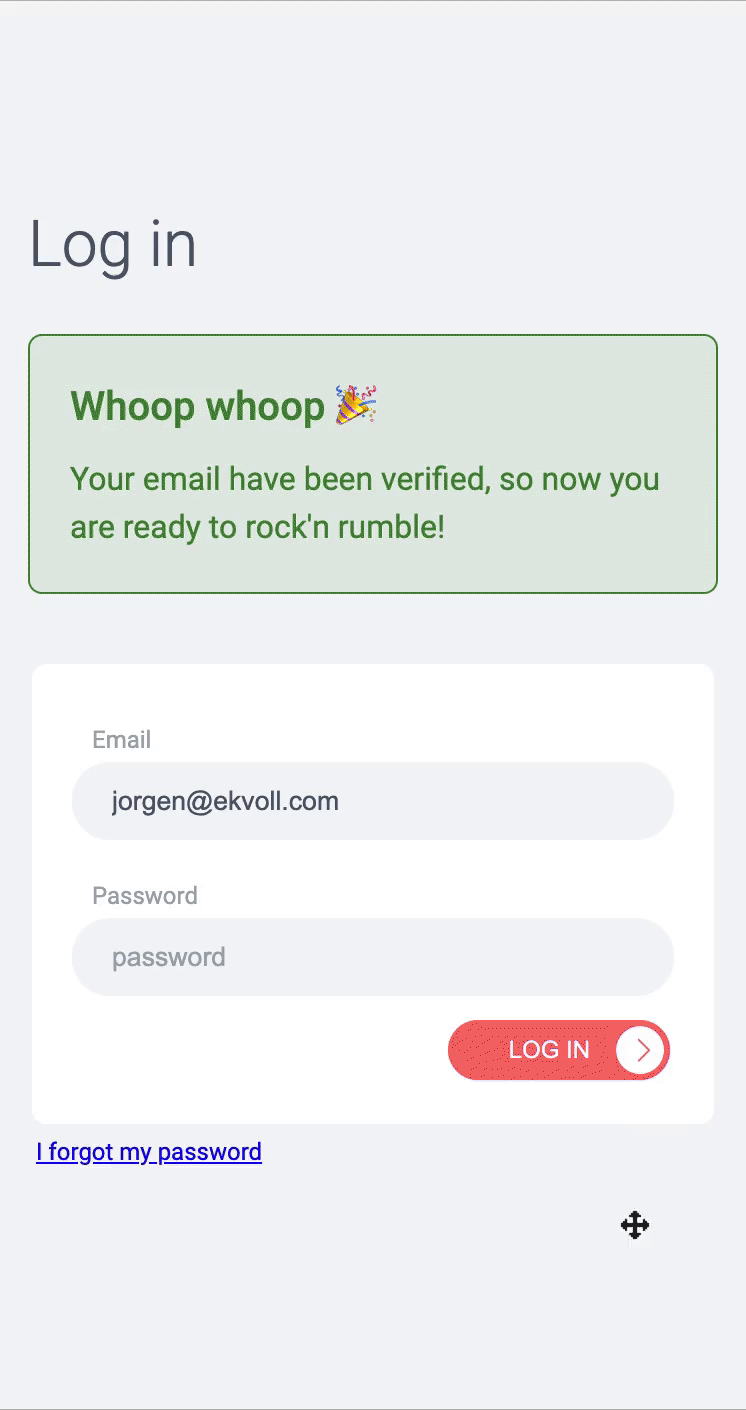 Log in
Whoop whoop 🎉
Your email have been verified, so now you
are ready to rock'n rumble!
Email
jorgen@ekvoll.com
Password
password
LOG IN
I forgot my password